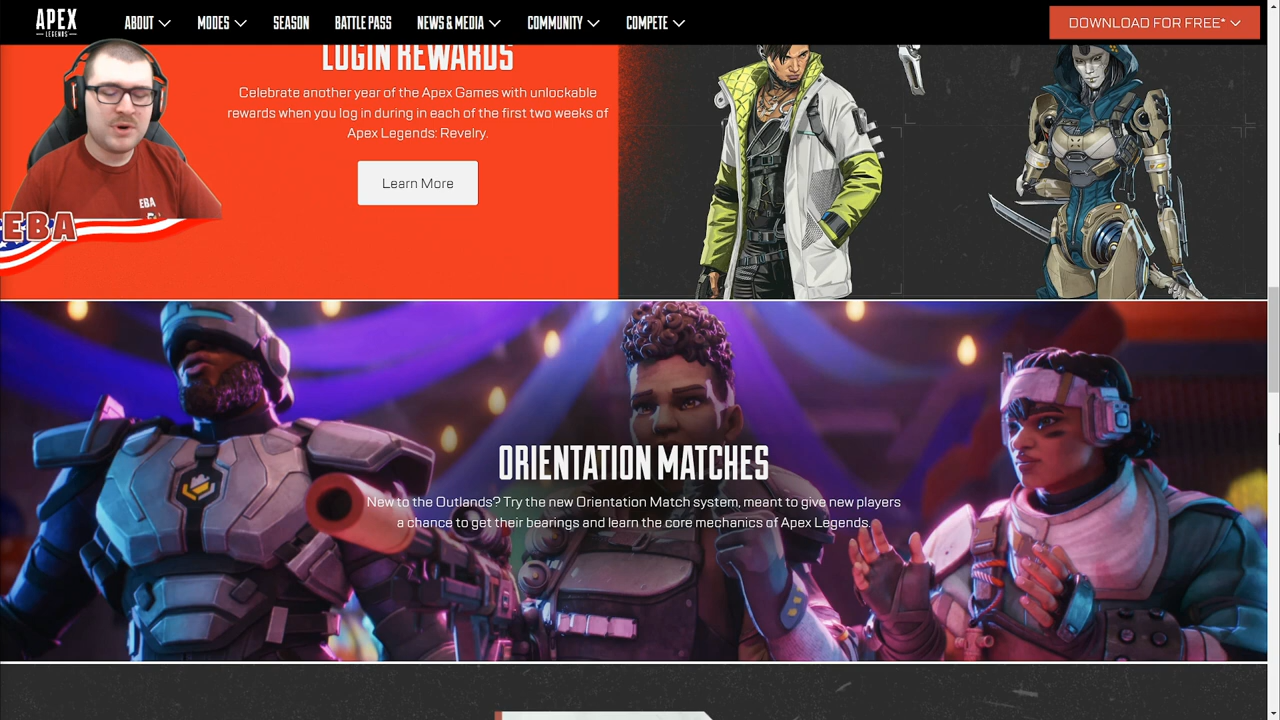 APEX
LEGENDS
ABOUT MODES SEASON BATTLE PASS NEWS & MEDIA COMMUNITY COMPETE
DOWNLOAD FOR FREE*
LOGIN REWARDS
Celebrate another year of the Apex Games with unlockable
rewards when you log in during in each of the first two weeks of
Apex Legends: Revelry.
Learn More
EBA
EBA
ORIENTATION MATCHES
New to the Outlands? Try the new Orientation Match system, meant to give new players
a chance to get their bearings and learn the core mechanics of Apex Legends.